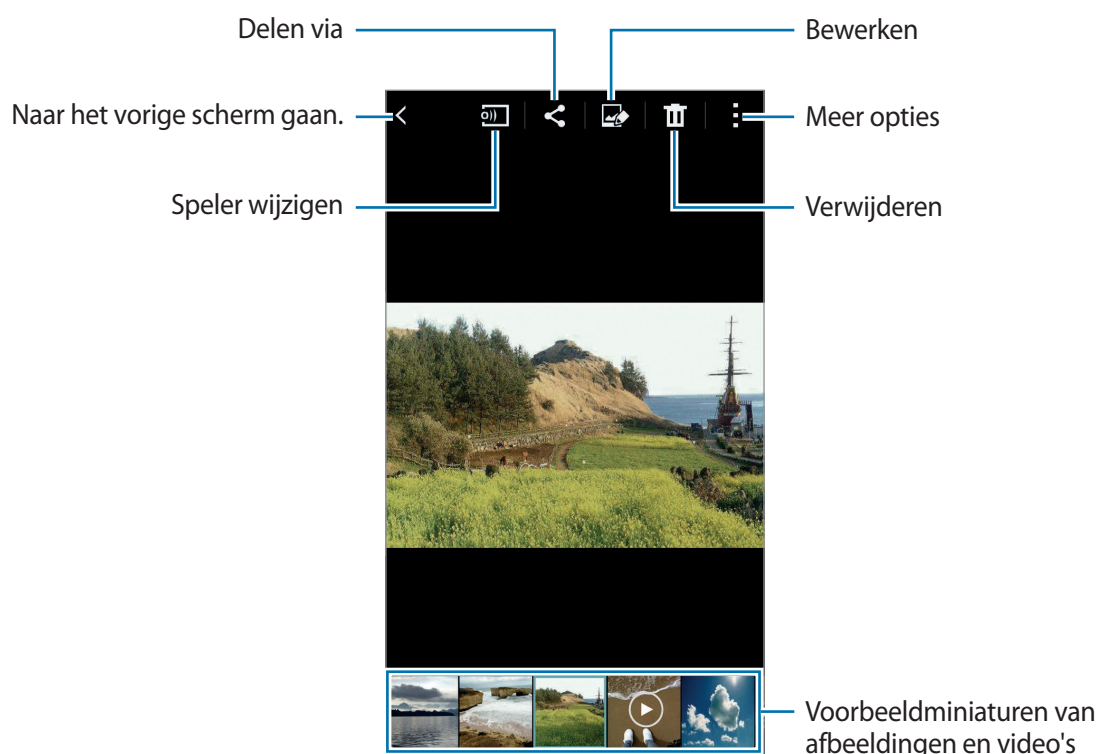 Delen via
Bewerken
Naar het vorige scherm gaan.
Meer opties
Speler wijzigen
Verwijderen
Voorbeeldminiaturen van
afbeeldingen en video's